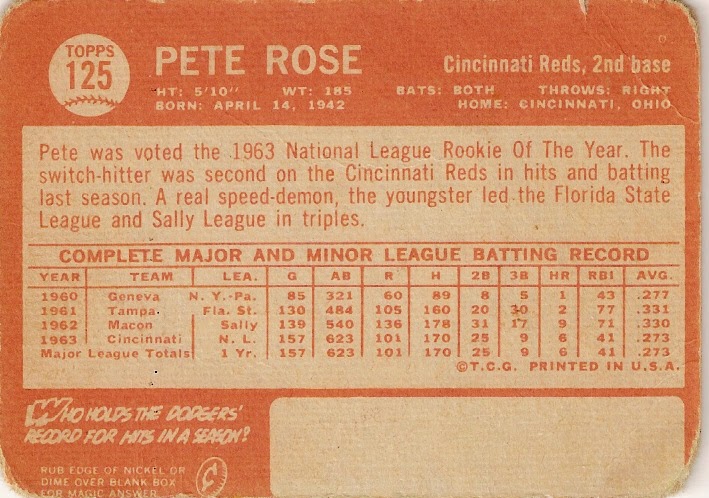 TOPPS
125
PETE ROSE
Cincinnati Reds, 2nd base
HT: 5'10" WT: 185 BATS: BOTH THROWS: RIGHT
BORN: APRIL 14, 1942 HOME: CINCINNATI, OHIO
Pete was voted the 1963 National League Rookie Of The Year. The
switch-hitter was second on the Cincinnati Reds in hits and batting
last season. A real speed-demon, the youngster led the Florida State
League and Sally League in triples.
COMPLETE MAJOR AND MINOR LEAGUE BATTING RECORD
YEAR TEAM LEA. G AB R H 2B 3B HR RBI AVG.
1960 Geneva N. Y.-Pa. 85 321 60 89 8 5 1 43 .277
1961 Tampa Fla. St. 130 484 105 160 20 30 2 77 .331
1962 Macon Sally 139 540 136 178 31 17 9 71 .330
1963 Cincinnati N. L. 157 623 101 170 25 9 6 41 .273
Major League Totals 1 Yr. 157 623 101 170 25 9 6 41 .273
©T.C.G. PRINTED IN U.S.A.
WHO HOLDS THE DODGERS'
RECORD FOR HITS IN A SEASON?
RUB EDGE OF NICKEL OR
DIME OVER BLANK BOX
FOR MAGIC ANSWER